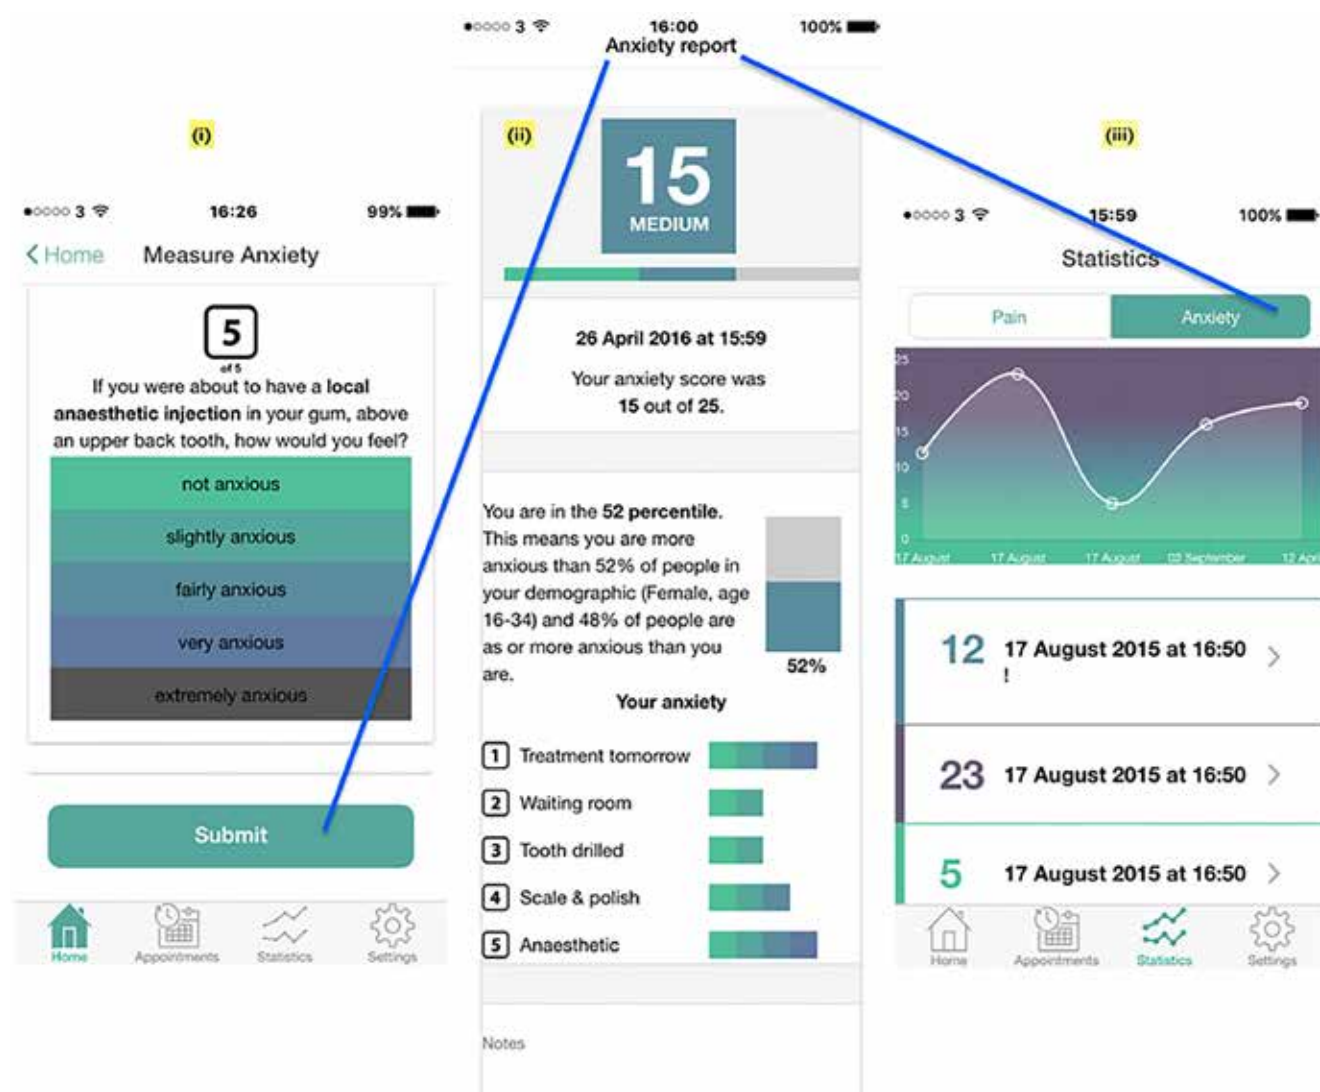 3
16:00
100%
Anxiety report
(i)
3
16:26
99%
Home
Measure Anxiety
5
of 5
If you were about to have a local
anaesthetic injection in your gum, above
an upper back tooth, how would you feel?
not anxious
slightly anxious
fairly anxious
very anxious
extremely anxious
Submit
Home
Appointments
Statistics
Settings
(ii)
15
MEDIUM
26 April 2016 at 15:59
Your anxiety score was
15 out of 25.
You are in the 52 percentile.
This means you are more
anxious than 52% of people in
your demographic (Female, age
16-34) and 48% of people are
as or more anxious than you
are.
52%
Your anxiety
1 Treatment tomorrow
2 Waiting room
3 Tooth drilled
4 Scale & polish
5 Anaesthetic
Notes
(iii)
3
15:59
100%
Statistics
Pain
Anxiety
25
20
15
10
5
0
17 August
17 August
17 August
03 September
12 April
12
17 August 2015 at 16:50
!
23
17 August 2015 at 16:50
5
17 August 2015 at 16:50
Home
Appointments
Statistics
Settings